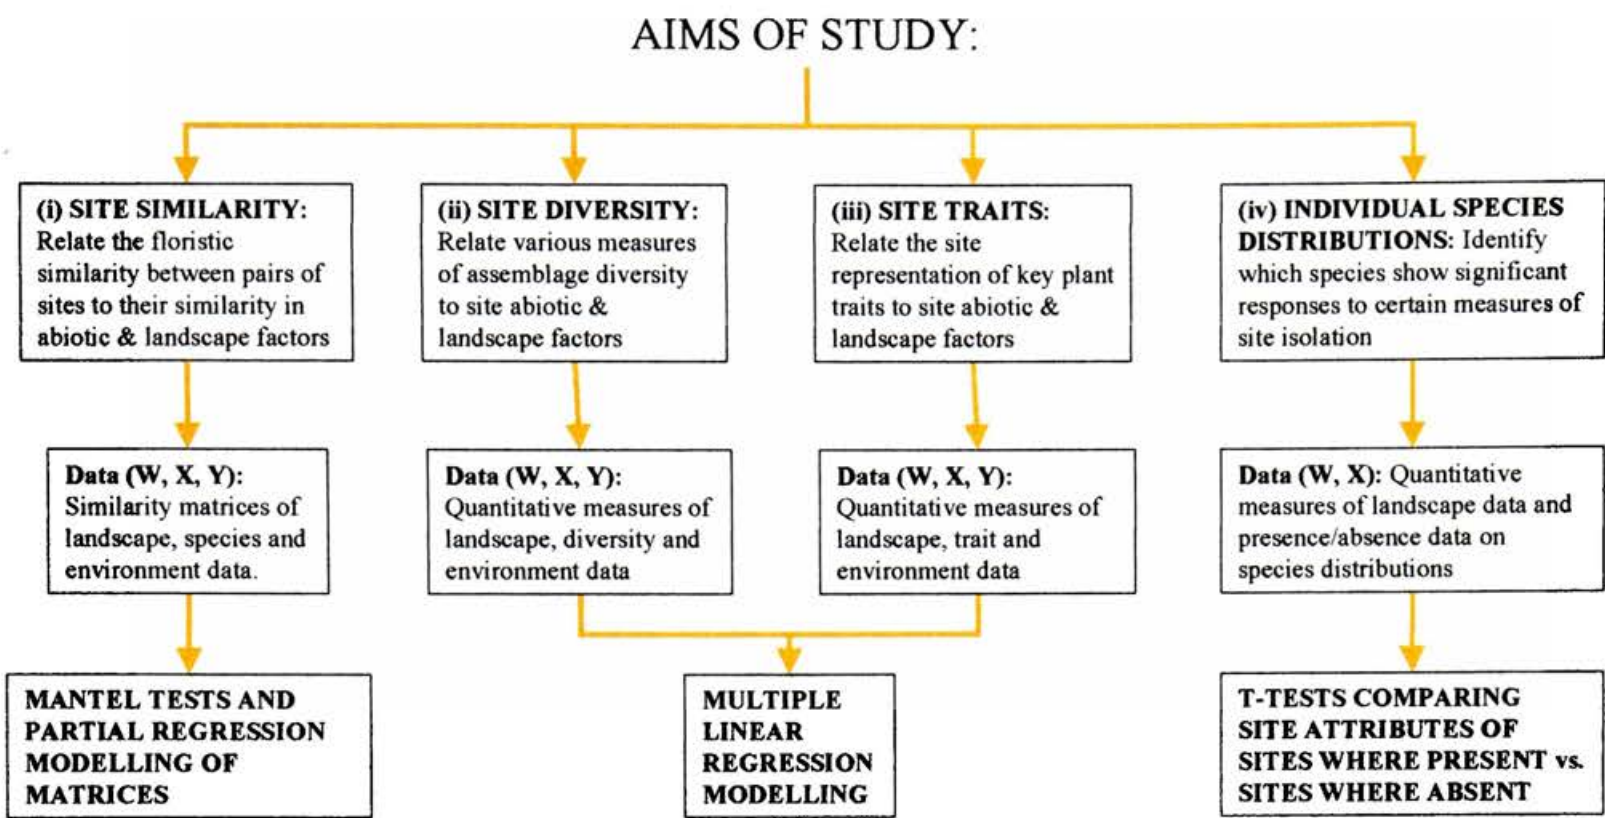 AIMS OF STUDY:
(i) SITE SIMILARITY:
Relate the floristic
similarity between pairs of
sites to their similarity in
abiotic & landscape factors
(ii) SITE DIVERSITY:
Relate various measures
of assemblage diversity
to site abiotic &
landscape factors
(iii) SITE TRAITS:
Relate the site
representation of key plant
traits to site abiotic &
landscape factors
(iv) INDIVIDUAL SPECIES
DISTRIBUTIONS: Identify
which species show significant
responses to certain measures of
site isolation
Data (W, X, Y):
Similarity matrices of
landscape, species and
environment data.
Data (W, X, Y):
Quantitative measures of
landscape, diversity and
environment data
Data (W, X, Y):
Quantitative measures of
landscape, trait and
environment data
Data (W, X): Quantitative
measures of landscape data and
presence/absence data on
species distributions
MANTEL TESTS AND
PARTIAL REGRESSION
MODELLING OF
MATRICES
MULTIPLE
LINEAR
REGRESSION
MODELLING
T-TESTS COMPARING
SITE ATTRIBUTES OF
SITES WHERE PRESENT vs.
SITES WHERE ABSENT